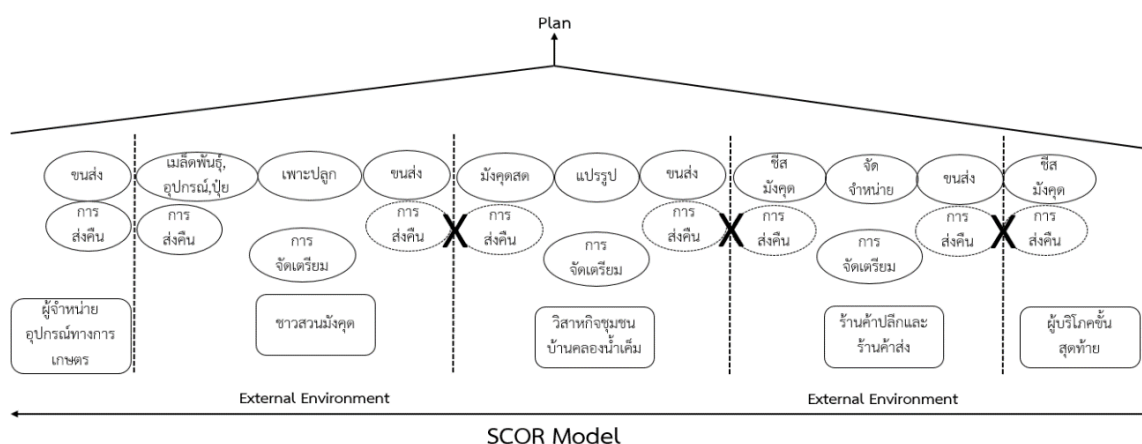 Plan
ขนส่ง
เมล็ดพันธุ์,
อุปกรณ์,ปุ๋ย
เพาะปลูก
ขนส่ง
มังคุดสด
แปรรูป
ขนส่ง
ชีส
มังคุด
จัด
จำหน่าย
ขนส่ง
ชีส
มังคุด
การ
ส่งคืน
การ
ส่งคืน
การ
จัดเตรียม
การ
ส่งคืน
X
การ
ส่งคืน
การ
จัดเตรียม
การ
ส่งคืน
X
การ
ส่งคืน
การ
จัดเตรียม
การ
ส่งคืน
X
การ
ส่งคืน
ผู้จำหน่าย
อุปกรณ์ทางการ
เกษตร
ชาวสวนมังคุด
วิสาหกิจชุมชน
บ้านคลองน้ำเค็ม
ร้านค้าปลีกและ
ร้านค้าส่ง
ผู้บริโภคขั้น
สุดท้าย
External Environment
External Environment
SCOR Model